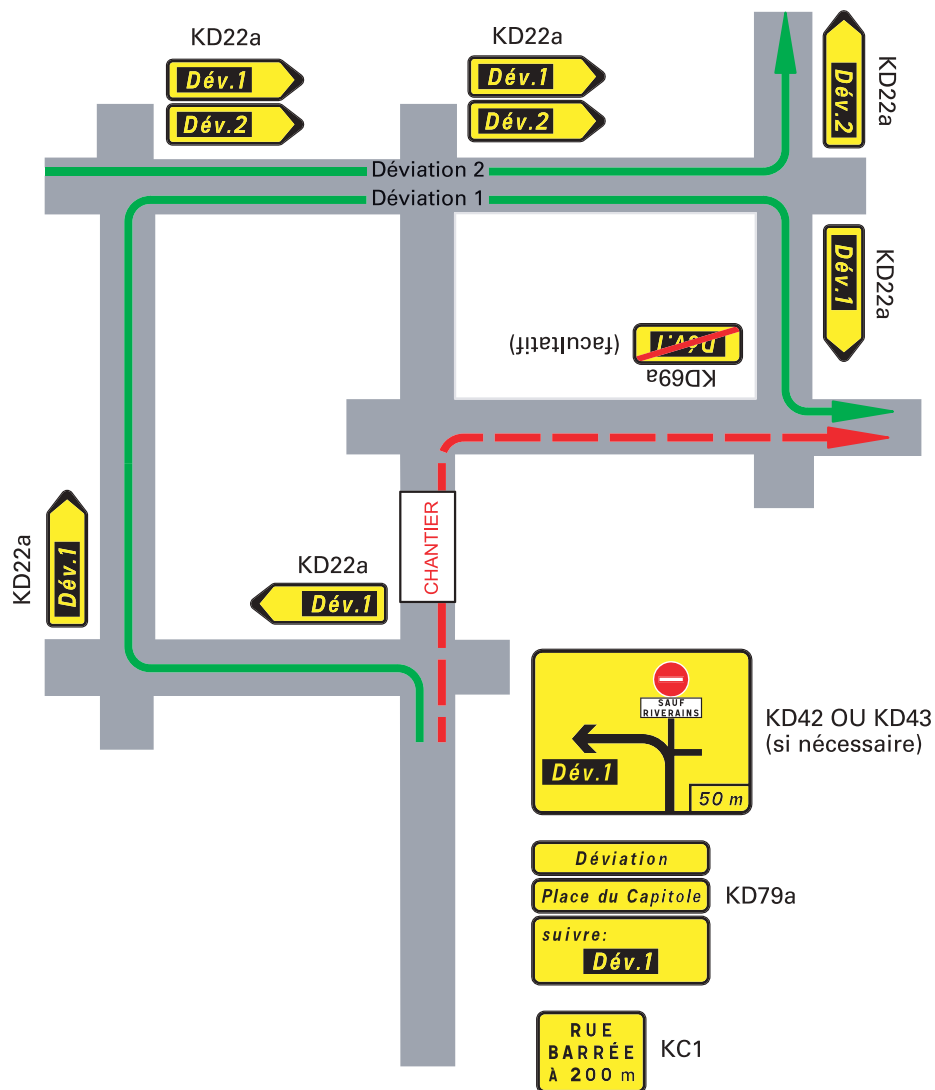 KD22a
Dév.1
Dév.2
KD22a
Dév.1
Dév.2
Dév.2
KD22a
Déviation 2
Déviation 1
Dév.1
KD22a
Dév.1
(facultatif)
KD69a
CHANTIER
KD22a
Dév.1
KD22a
Dév.1
SAUF
RIVERAINS
Dév.1
50 m
KD42 OU KD43
(si nécessaire)
Déviation
Place du Capitole
KD79a
suivre:
Dév.1
RUE
BARRÉE
À 200 m
KC1